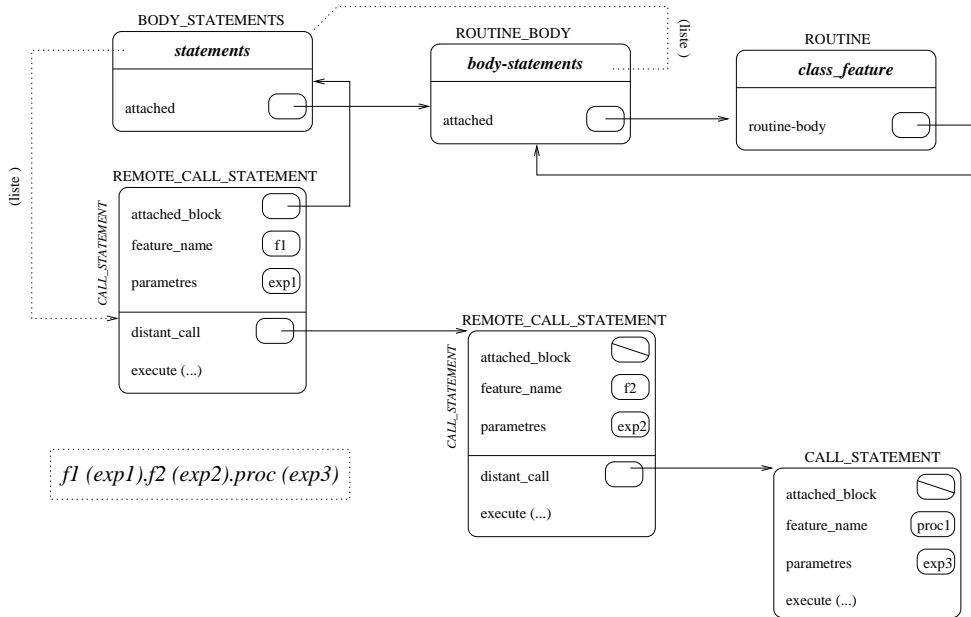 BODY_STATEMENTS
statements
attached
(liste )
ROUTINE_BODY
body-statements
attached
(liste )
ROUTINE
class_feature
routine-body
REMOTE_CALL_STATEMENT
CALL_STATEMENT
attached_block
feature_name f1
parametres exp1
distant_call
execute (...)
REMOTE_CALL_STATEMENT
CALL_STATEMENT
attached_block
feature_name f2
parametres exp2
distant_call
execute (...)
f1 (exp1).f2 (exp2).proc (exp3)
CALL_STATEMENT
attached_block
feature_name proc1
parametres exp3
execute (...)